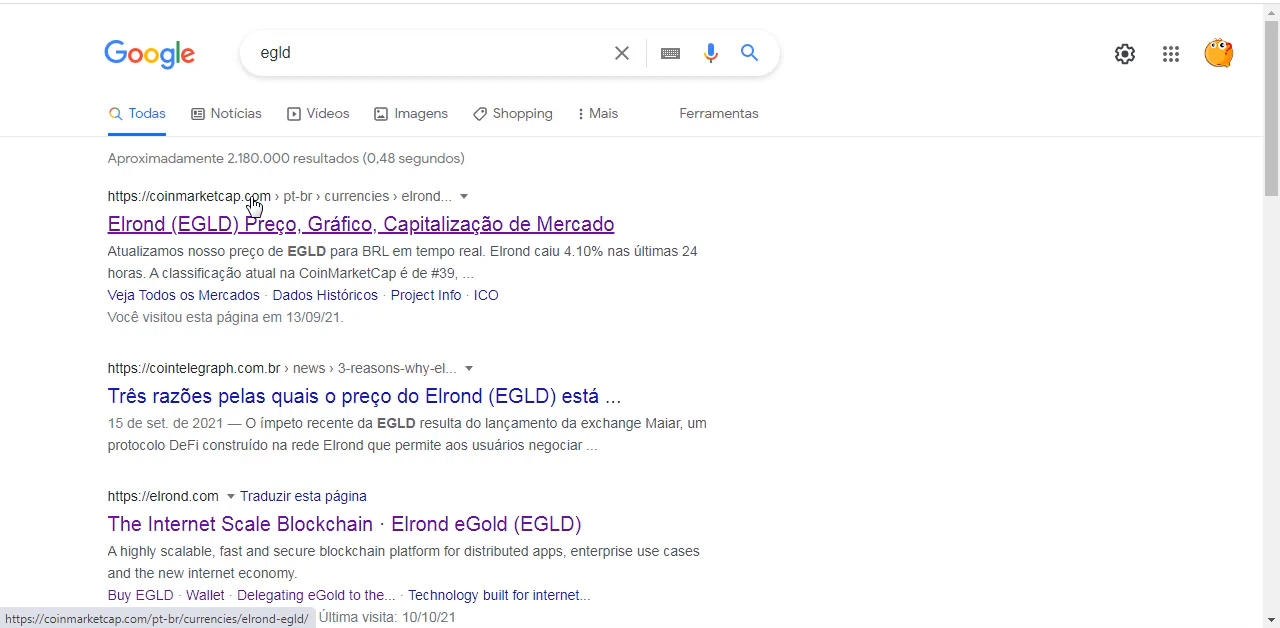 Google
egld
Todas Notícias Vídeos Imagens Shopping Mais Ferramentas
Aproximadamente 2.180.000 resultados (0,48 segundos)
https://coinmarketcap.com › pt-br › currencies › elrond...
Elrond (EGLD) Preço, Gráfico, Capitalização de Mercado
Atualizamos nosso preço de EGLD para BRL em tempo real. Elrond caiu 4.10% nas últimas 24
horas. A classificação atual na CoinMarketCap é de #39, ...
Veja Todos os Mercados · Dados Históricos · Project Info · ICO
Você visitou esta página em 13/09/21.
https://cointelegraph.com.br › news › 3-reasons-why-el...
Três razões pelas quais o preço do Elrond (EGLD) está ...
15 de set. de 2021 — O ímpeto recente da EGLD resulta do lançamento da exchange Maiar, um
protocolo DeFi construído na rede Elrond que permite aos usuários negociar ...
https://elrond.com Traduzir esta página
The Internet Scale Blockchain · Elrond eGold (EGLD)
A highly scalable, fast and secure blockchain platform for distributed apps, enterprise use cases
and the new internet economy.
Buy EGLD · Wallet · Delegating eGold to the... · Technology built for internet...
https://coinmarketcap.com/pt-br/currencies/elrond-egld/ Última visita: 10/10/21